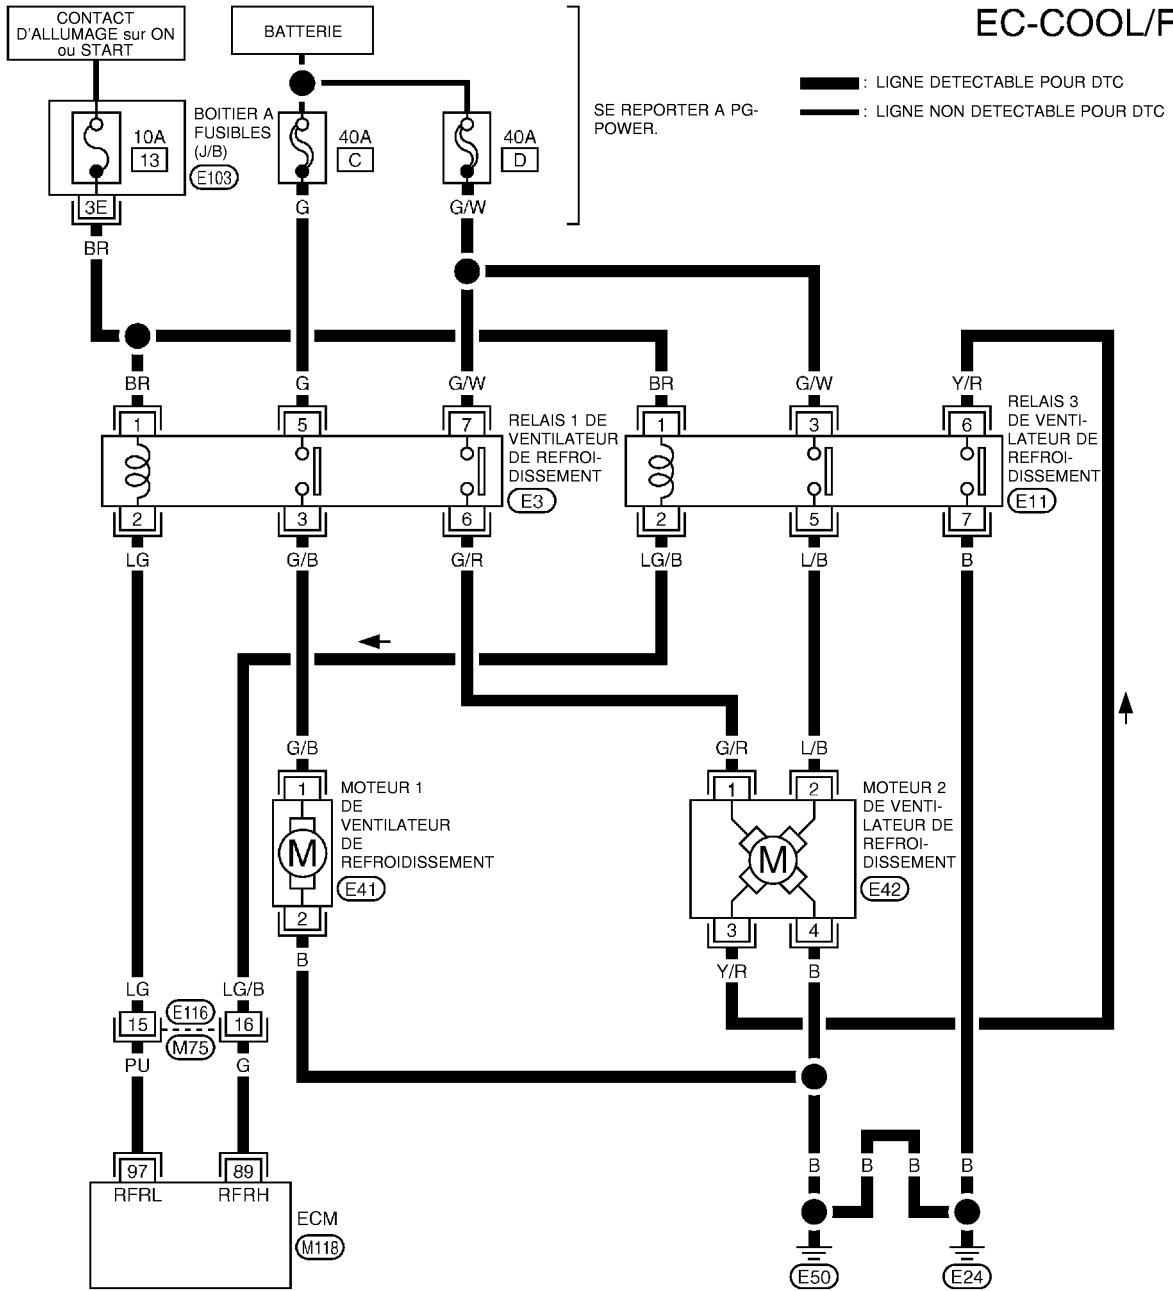 EC-COOL/F
CONTACT
D'ALLUMAGE sur ON
ou START
BATTERIE
: LIGNE DETECTABLE POUR DTC
: LIGNE NON DETECTABLE POUR DTC
SE REPORTER A PG-
POWER.
10A
13
BOITIER A
FUSIBLES
(J/B)
E103
40A
C
40A
D
3E
G
G/W
BR
BR
G
G/W
BR
G/W
Y/R
1
5
7
1
3
6
RELAIS 1 DE
VENTILATEUR
DE REFROI-
DISSEMENT
E3
RELAIS 3
DE VENTI-
LATEUR DE
REFROI-
DISSEMENT
E11
2
3
6
2
5
7
LG
G/B
G/R
LG/B
L/B
B
G/B
G/R
L/B
1
1
2
MOTEUR 1
DE
VENTILATEUR
DE
REFROIDISSEMENT
E41
M
MOTEUR 2
DE VENTI-
LATEUR DE
REFROI-
DISSEMENT
E42
M
2
3
4
B
Y/R
B
LG
LG/B
15
E116
16
M75
PU
G
97
89
RFRL
RFRH
ECM
M118
B
B
B
B
E50
E24